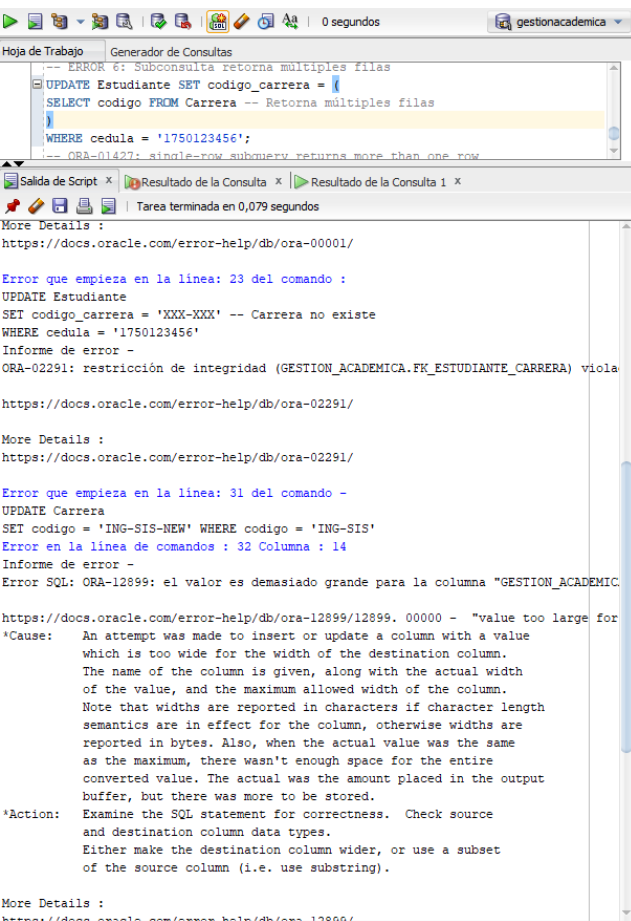 0 segundos
gestionacademica
Hoja de Trabajo Generador de Consultas
-- ERROR 6: Subconsulta retorna múltiples filas
UPDATE Estudiante SET codigo_carrera = (
SELECT codigo FROM Carrera -- Retorna múltiples filas
)
WHERE cedula = '1750123456';
-- ORA-01427: single-row subquery returns more than one row
Salida de Script x Resultado de la Consulta x Resultado de la Consulta 1 x
Tarea terminada en 0,079 segundos
More Details :
https://docs.oracle.com/error-help/db/ora-00001/
Error que empieza en la línea: 23 del comando :
UPDATE Estudiante
SET codigo_carrera = 'XXX-XXX' -- Carrera no existe
WHERE cedula = '1750123456'
Informe de error -
ORA-02291: restricción de integridad (GESTION_ACADEMICA.FK_ESTUDIANTE_CARRERA) viola
https://docs.oracle.com/error-help/db/ora-02291/
More Details :
https://docs.oracle.com/error-help/db/ora-02291/
Error que empieza en la línea: 31 del comando -
UPDATE Carrera
SET codigo = 'ING-SIS-NEW' WHERE codigo = 'ING-SIS'
Error en la línea de comandos : 32 Columna : 14
Informe de error -
Error SQL: ORA-12899: el valor es demasiado grande para la columna "GESTION_ACADEMIC
https://docs.oracle.com/error-help/db/ora-12899/12899. 00000 - "value too large for
*Cause: An attempt was made to insert or update a column with a value
which is too wide for the width of the destination column.
The name of the column is given, along with the actual width
of the value, and the maximum allowed width of the column.
Note that widths are reported in characters if character length
semantics are in effect for the column, otherwise widths are
reported in bytes. Also, when the actual value was the same
as the maximum, there wasn't enough space for the entire
converted value. The actual was the amount placed in the output
buffer, but there was more to be stored.
*Action: Examine the SQL statement for correctness. Check source
and destination column data types.
Either make the destination column wider, or use a subset
of the source column (i.e. use substring).
More Details :
https://docs.oracle.com/error-help/db/ora-12899/